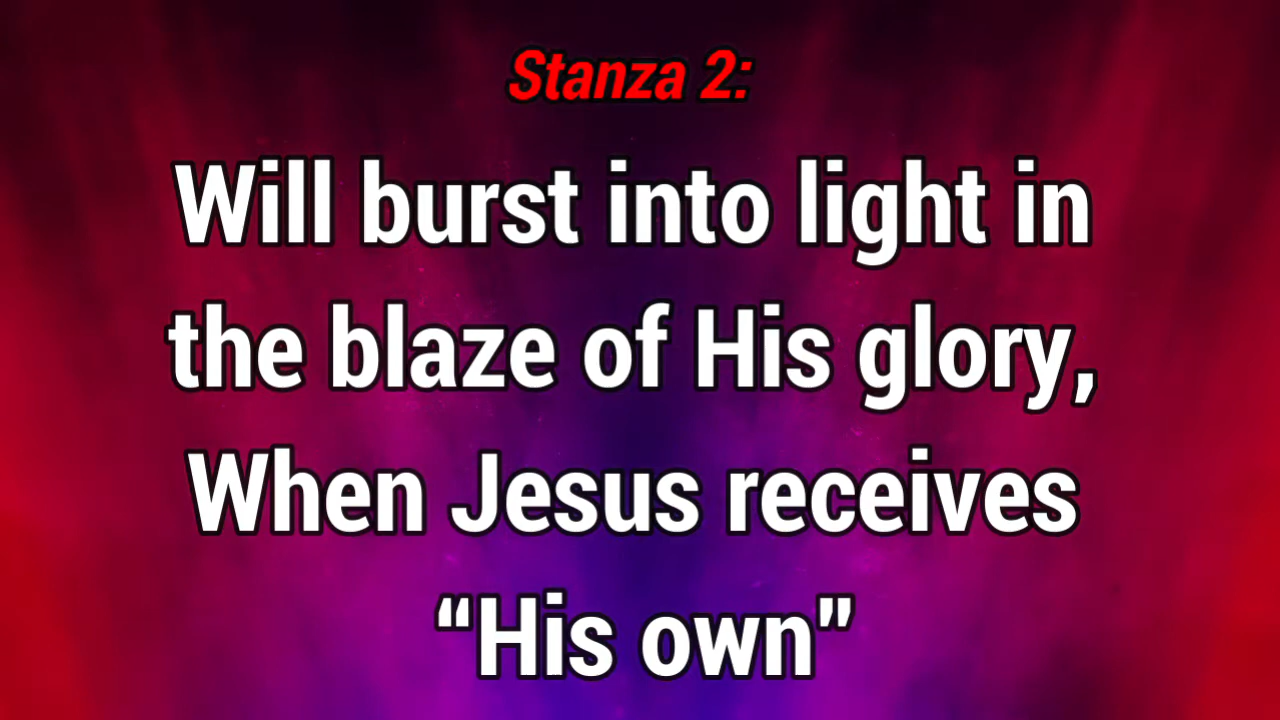 Stanza 2:
Will burst into light in
the blaze of His glory,
When Jesus receives
“His own”